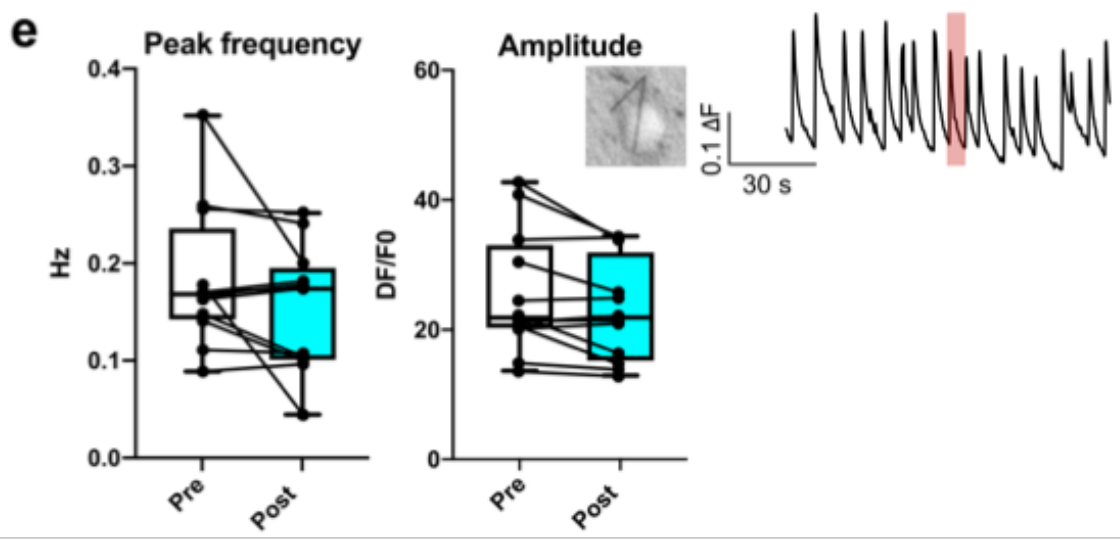 e
Peak frequency
0.4
0.3
0.2
0.1
0.0
Hz
Pre
Post
Amplitude
60
40
20
0
DF/F0
Pre
Post
0.1 ΔF
30 s